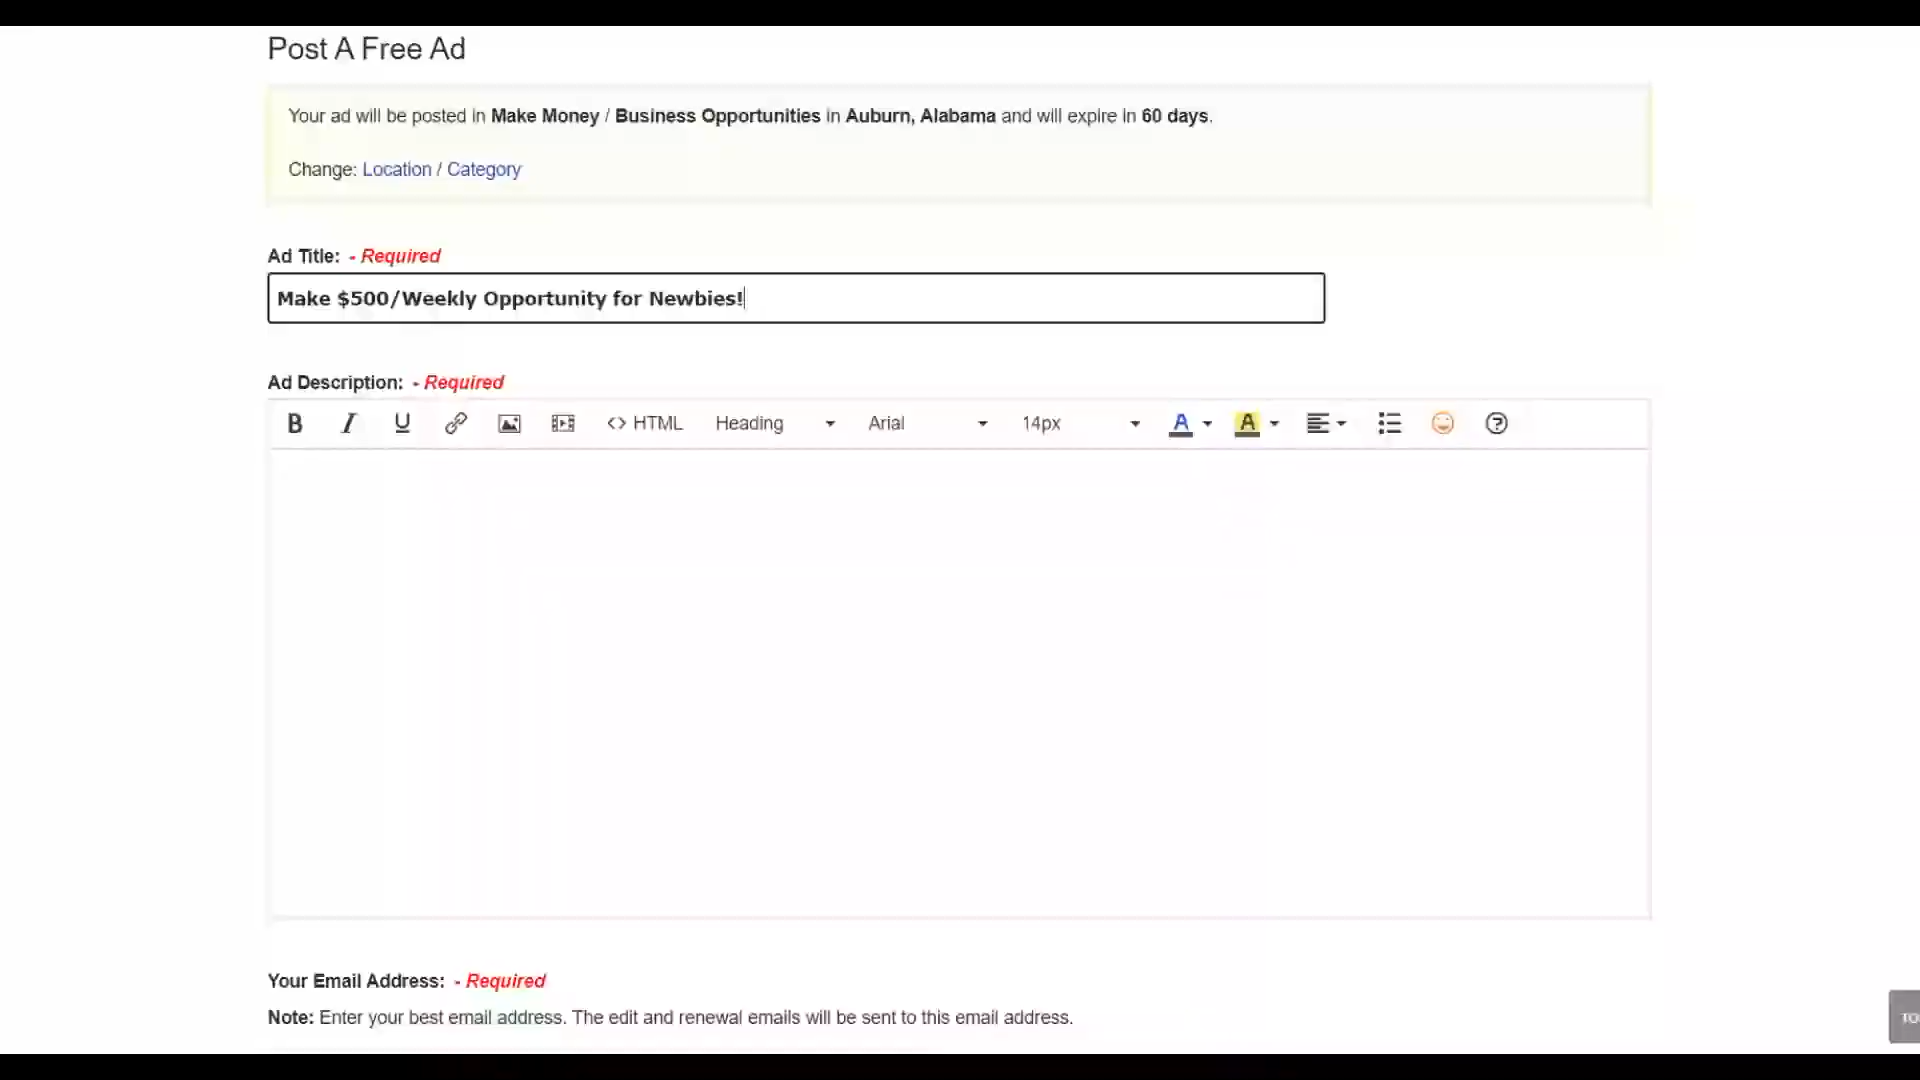 Post A Free Ad
Your ad will be posted in Make Money / Business Opportunities in Auburn, Alabama and will expire in 60 days.
Change: Location / Category
Ad Title: - Required
Make $500/Weekly Opportunity for Newbies!
Ad Description: - Required
B I U <> HTML Heading Arial 14px A A
Your Email Address: - Required
Note: Enter your best email address. The edit and renewal emails will be sent to this email address.
TO